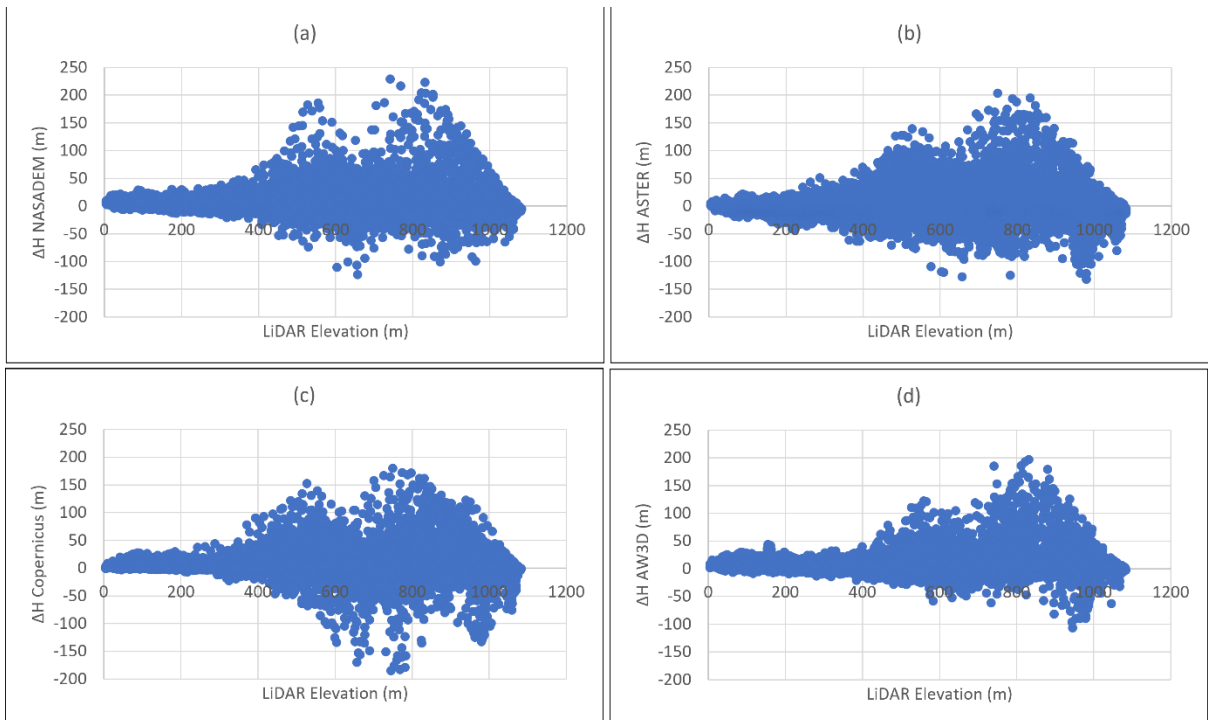 (a)
250
200
150
100
50
0
-50
-100
-150
-200
0 200 400 600 800 1000 1200
ΔH NASADEM (m)
LiDAR Elevation (m)
(b)
250
200
150
100
50
0
-50
-100
-150
-200
0 200 400 600 800 1000 1200
ΔH ASTER (m)
LiDAR Elevation (m)
(c)
250
200
150
100
50
0
-50
-100
-150
-200
0 200 400 600 800 1000 1200
ΔH Copernicus (m)
LiDAR Elevation (m)
(d)
250
200
150
100
50
0
-50
-100
-150
-200
0 200 400 600 800 1000 1200
ΔH AW3D (m)
LiDAR Elevation (m)